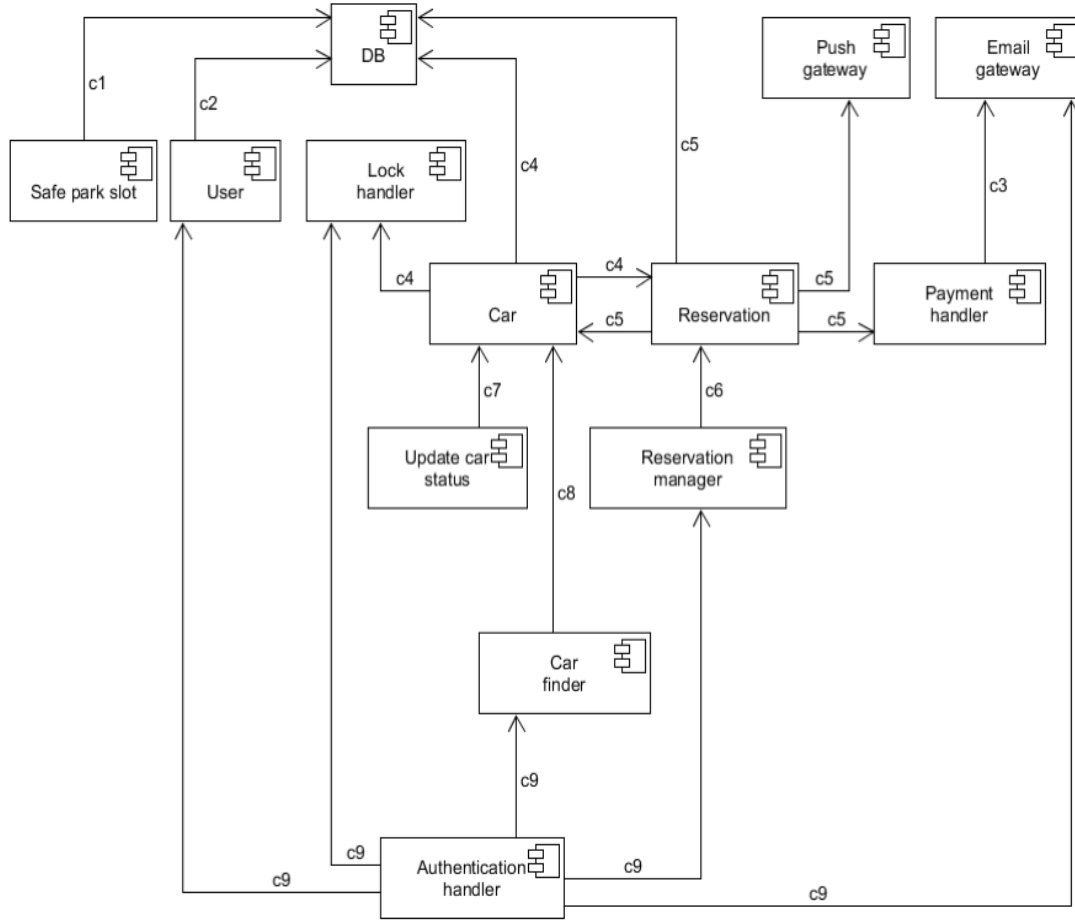 DB
Push
gateway
Email
gateway
c1
c2
c5
Safe park slot
User
Lock
handler
c4
c3
c4
c4
c5
Car
Reservation
Payment
handler
c5
c5
c7
c6
Update car
status
Reservation
manager
c8
Car
finder
c9
c9
c9
c9
c9
Authentication
handler